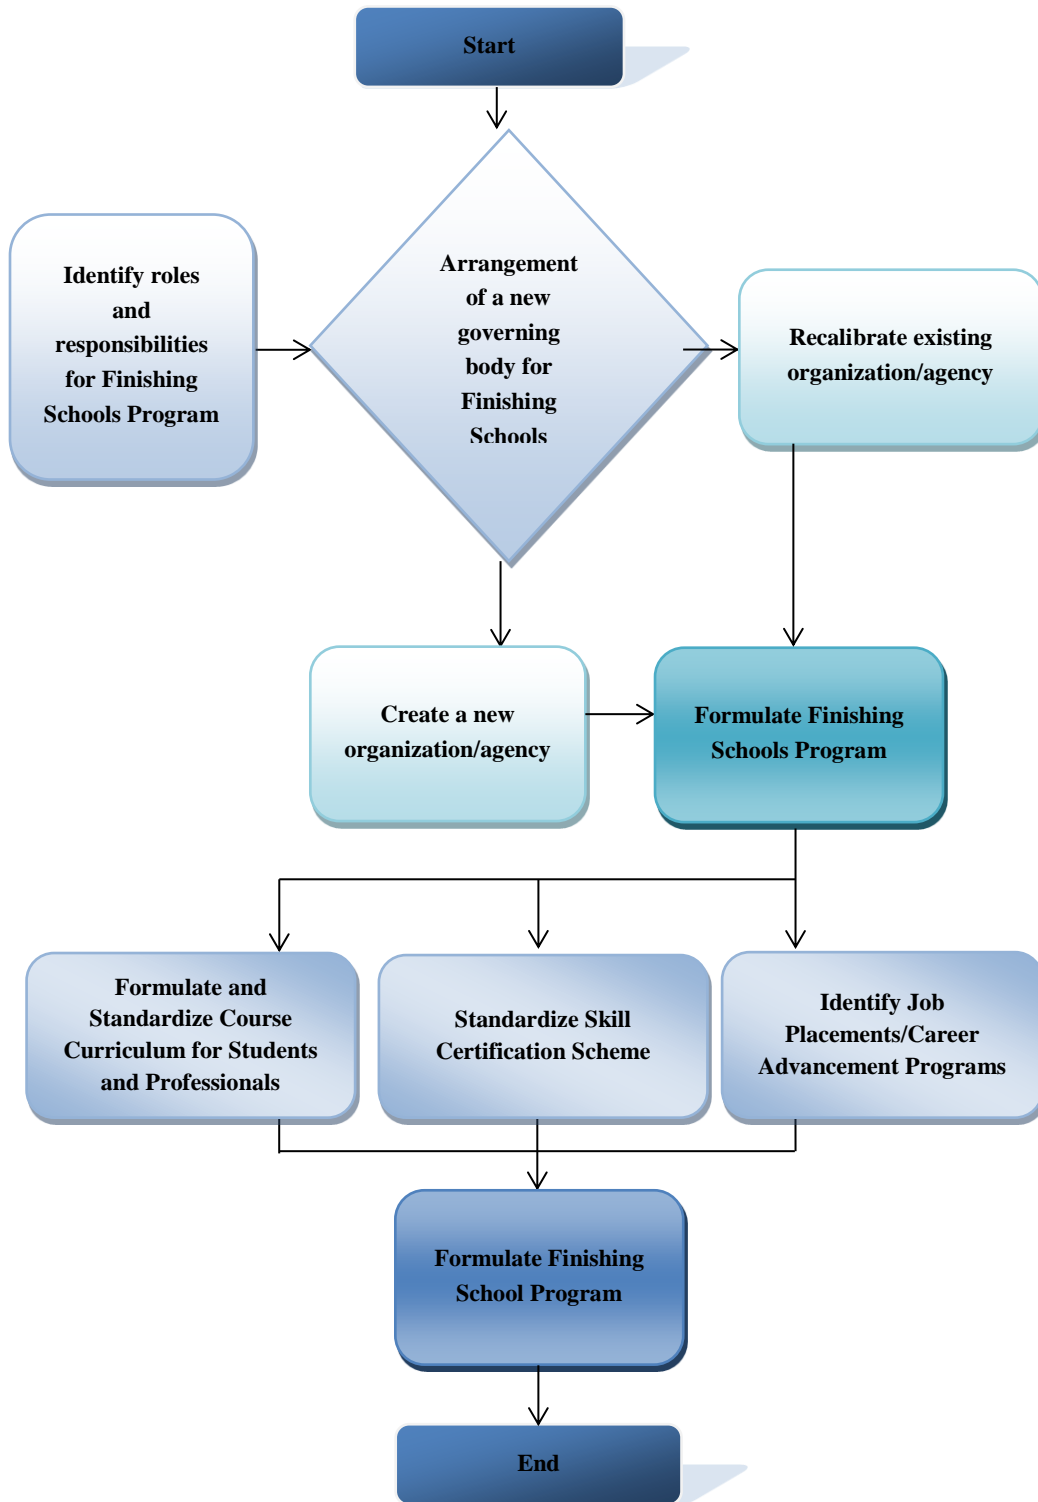 Start
Identify roles
and
responsibilities
for Finishing
Schools Program
Arrangement
of a new
governing
body for
Finishing
Schools
Recalibrate existing
organization/agency
Create a new
organization/agency
Formulate Finishing
Schools Program
Formulate and
Standardize Course
Curriculum for Students
and Professionals
Standardize Skill
Certification Scheme
Identify Job
Placements/Career
Advancement Programs
Formulate Finishing
School Program
End